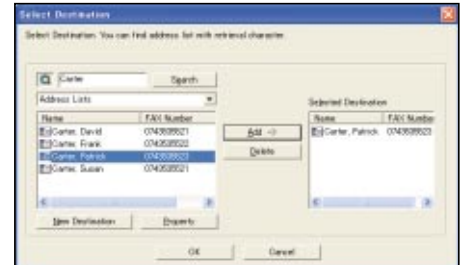 Select Destination
Select Destination. You can find address list with retrieval character.
Carter
Search
Address Lists
Selected Destination
Name FAX Number
Carter, David 0743635521
Carter, Frank
Carter, Patrick
Carter, Susan
Add ->
Delete
Name FAX Number
Carter, Patrick
New Destination
Property
OK
Cancel